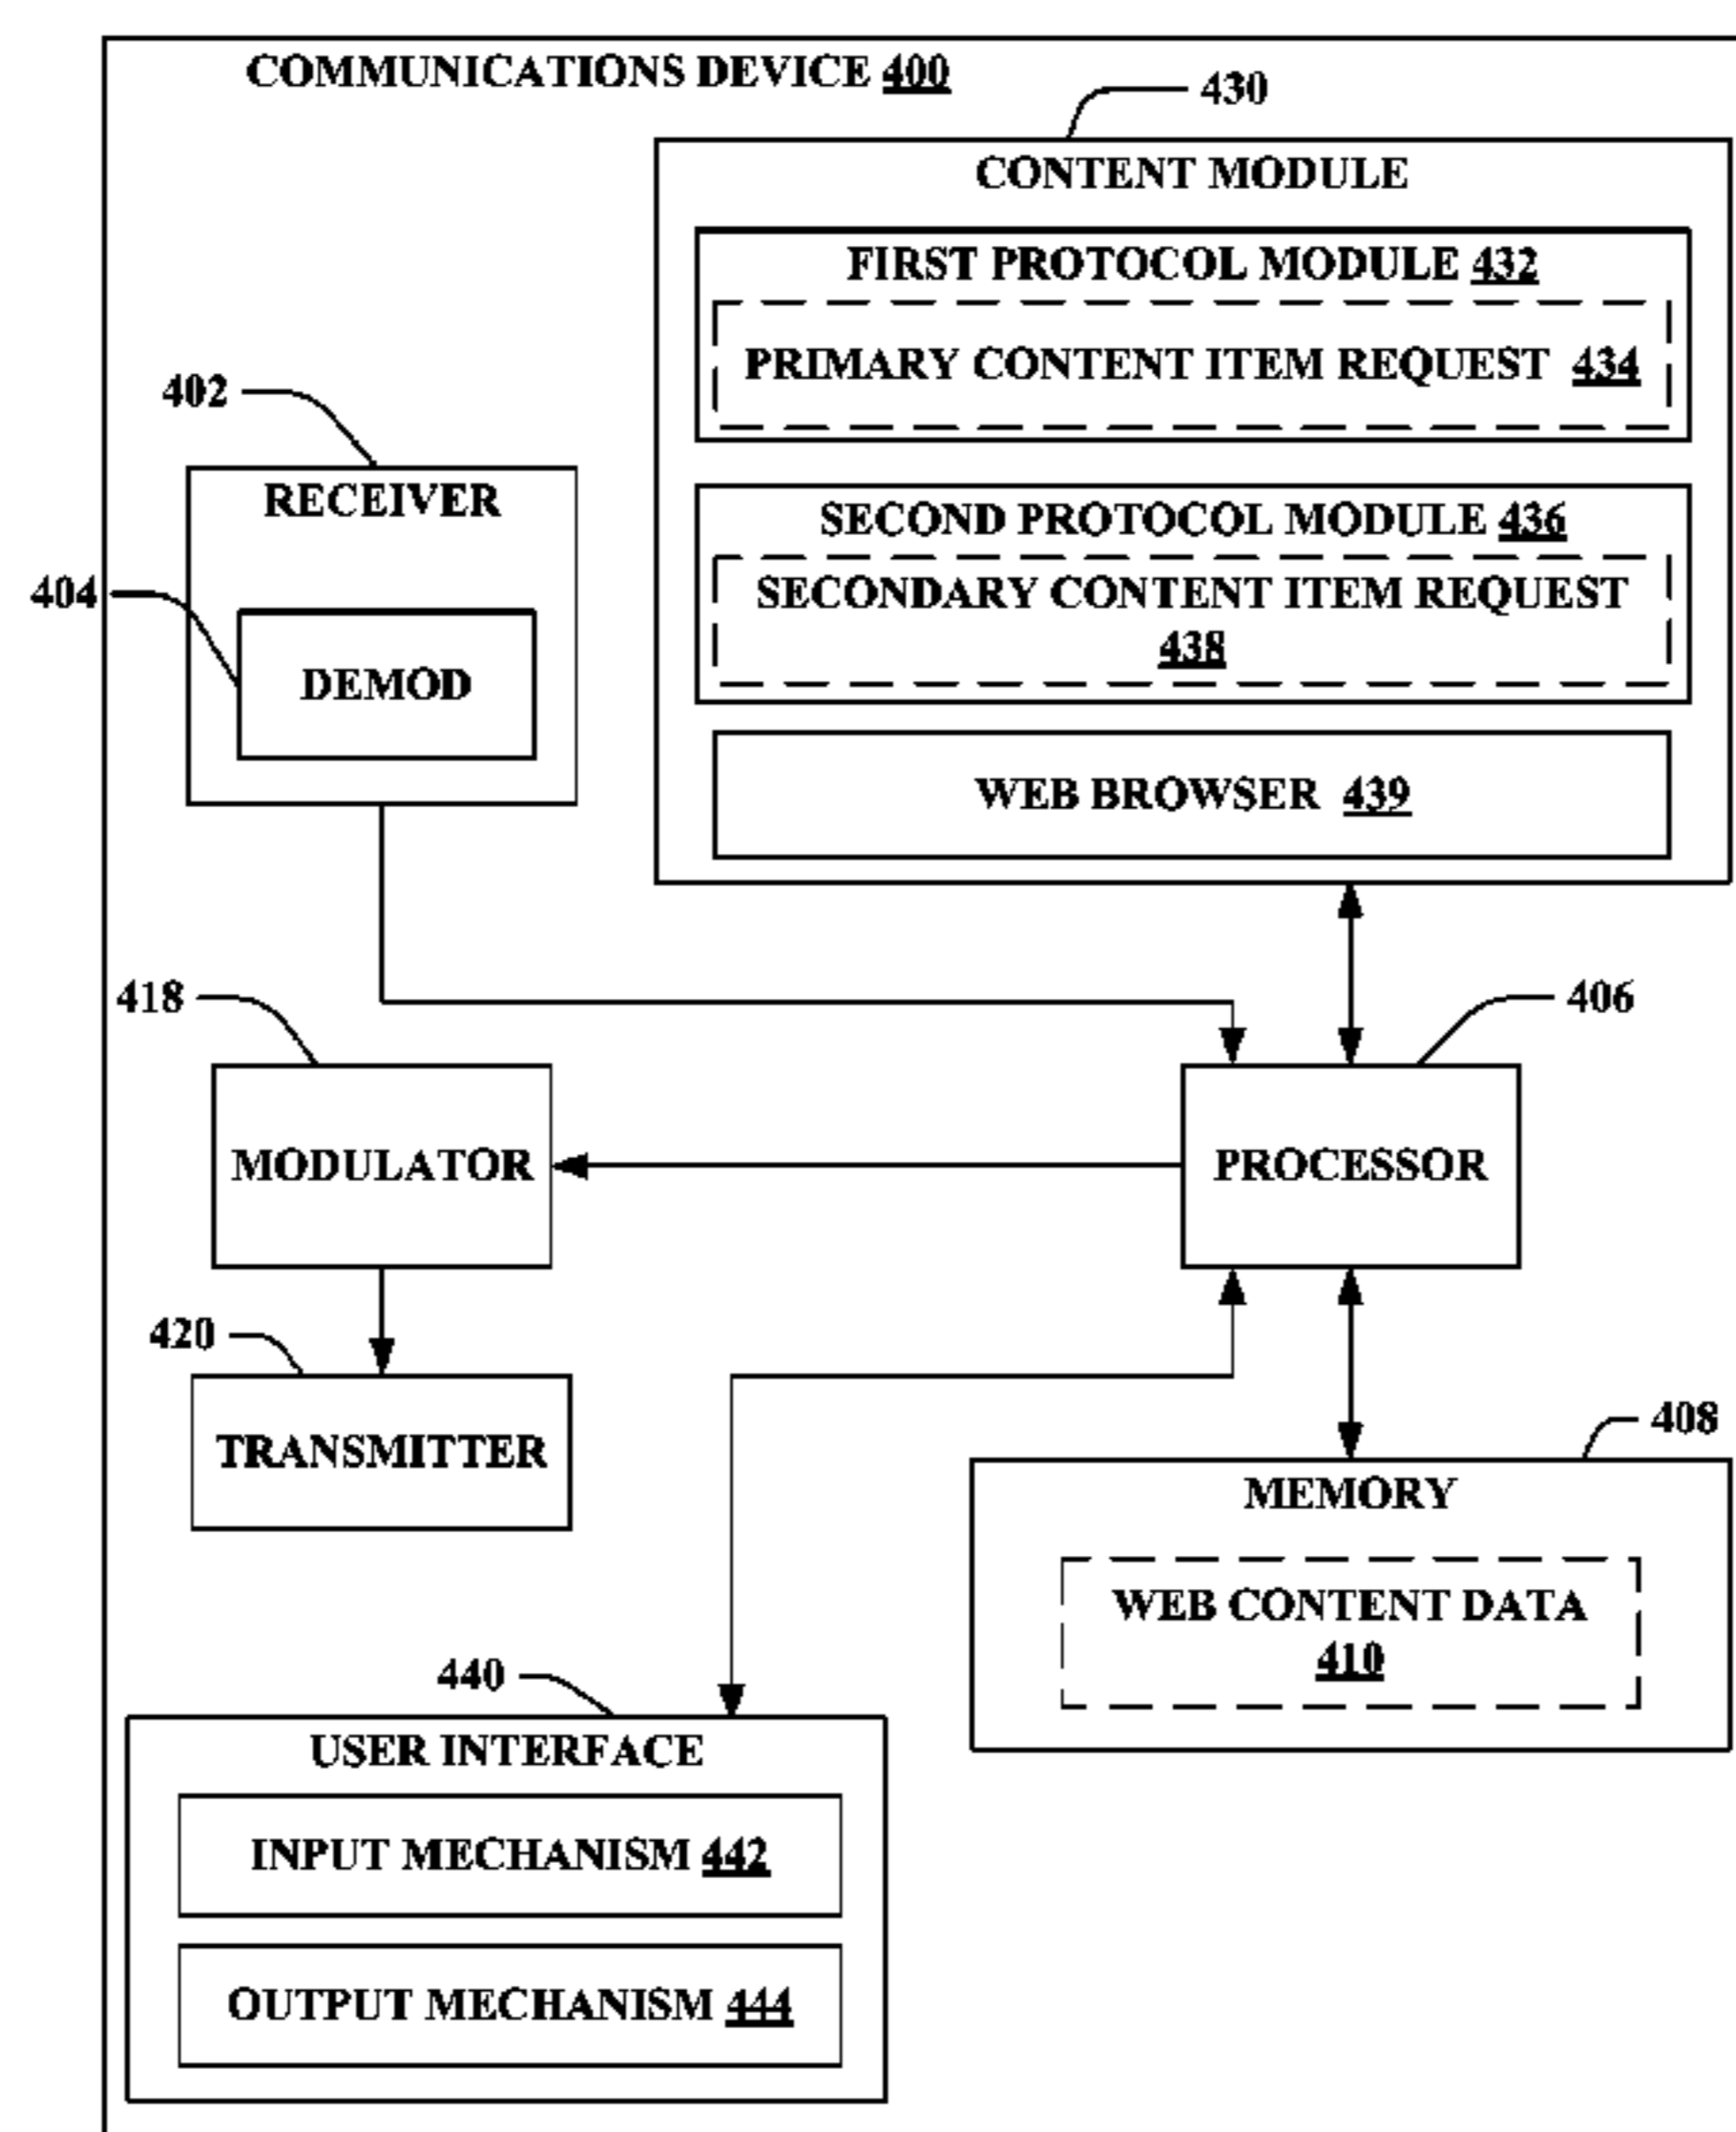 COMMUNICATIONS DEVICE 400
430
CONTENT MODULE
FIRST PROTOCOL MODULE 432
PRIMARY CONTENT ITEM REQUEST 434
402
RECEIVER
SECOND PROTOCOL MODULE 436
SECONDARY CONTENT ITEM REQUEST
438
404
DEMOD
WEB BROWSER 439
418
406
MODULATOR
PROCESSOR
420
TRANSMITTER
408
MEMORY
WEB CONTENT DATA
410
440
USER INTERFACE
INPUT MECHANISM 442
OUTPUT MECHANISM 444